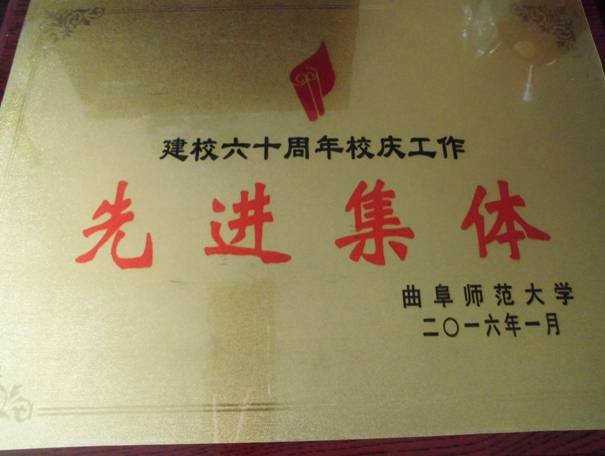 建校六十周年校庆工作
先进集体
曲阜师范大学
二〇一六年一月